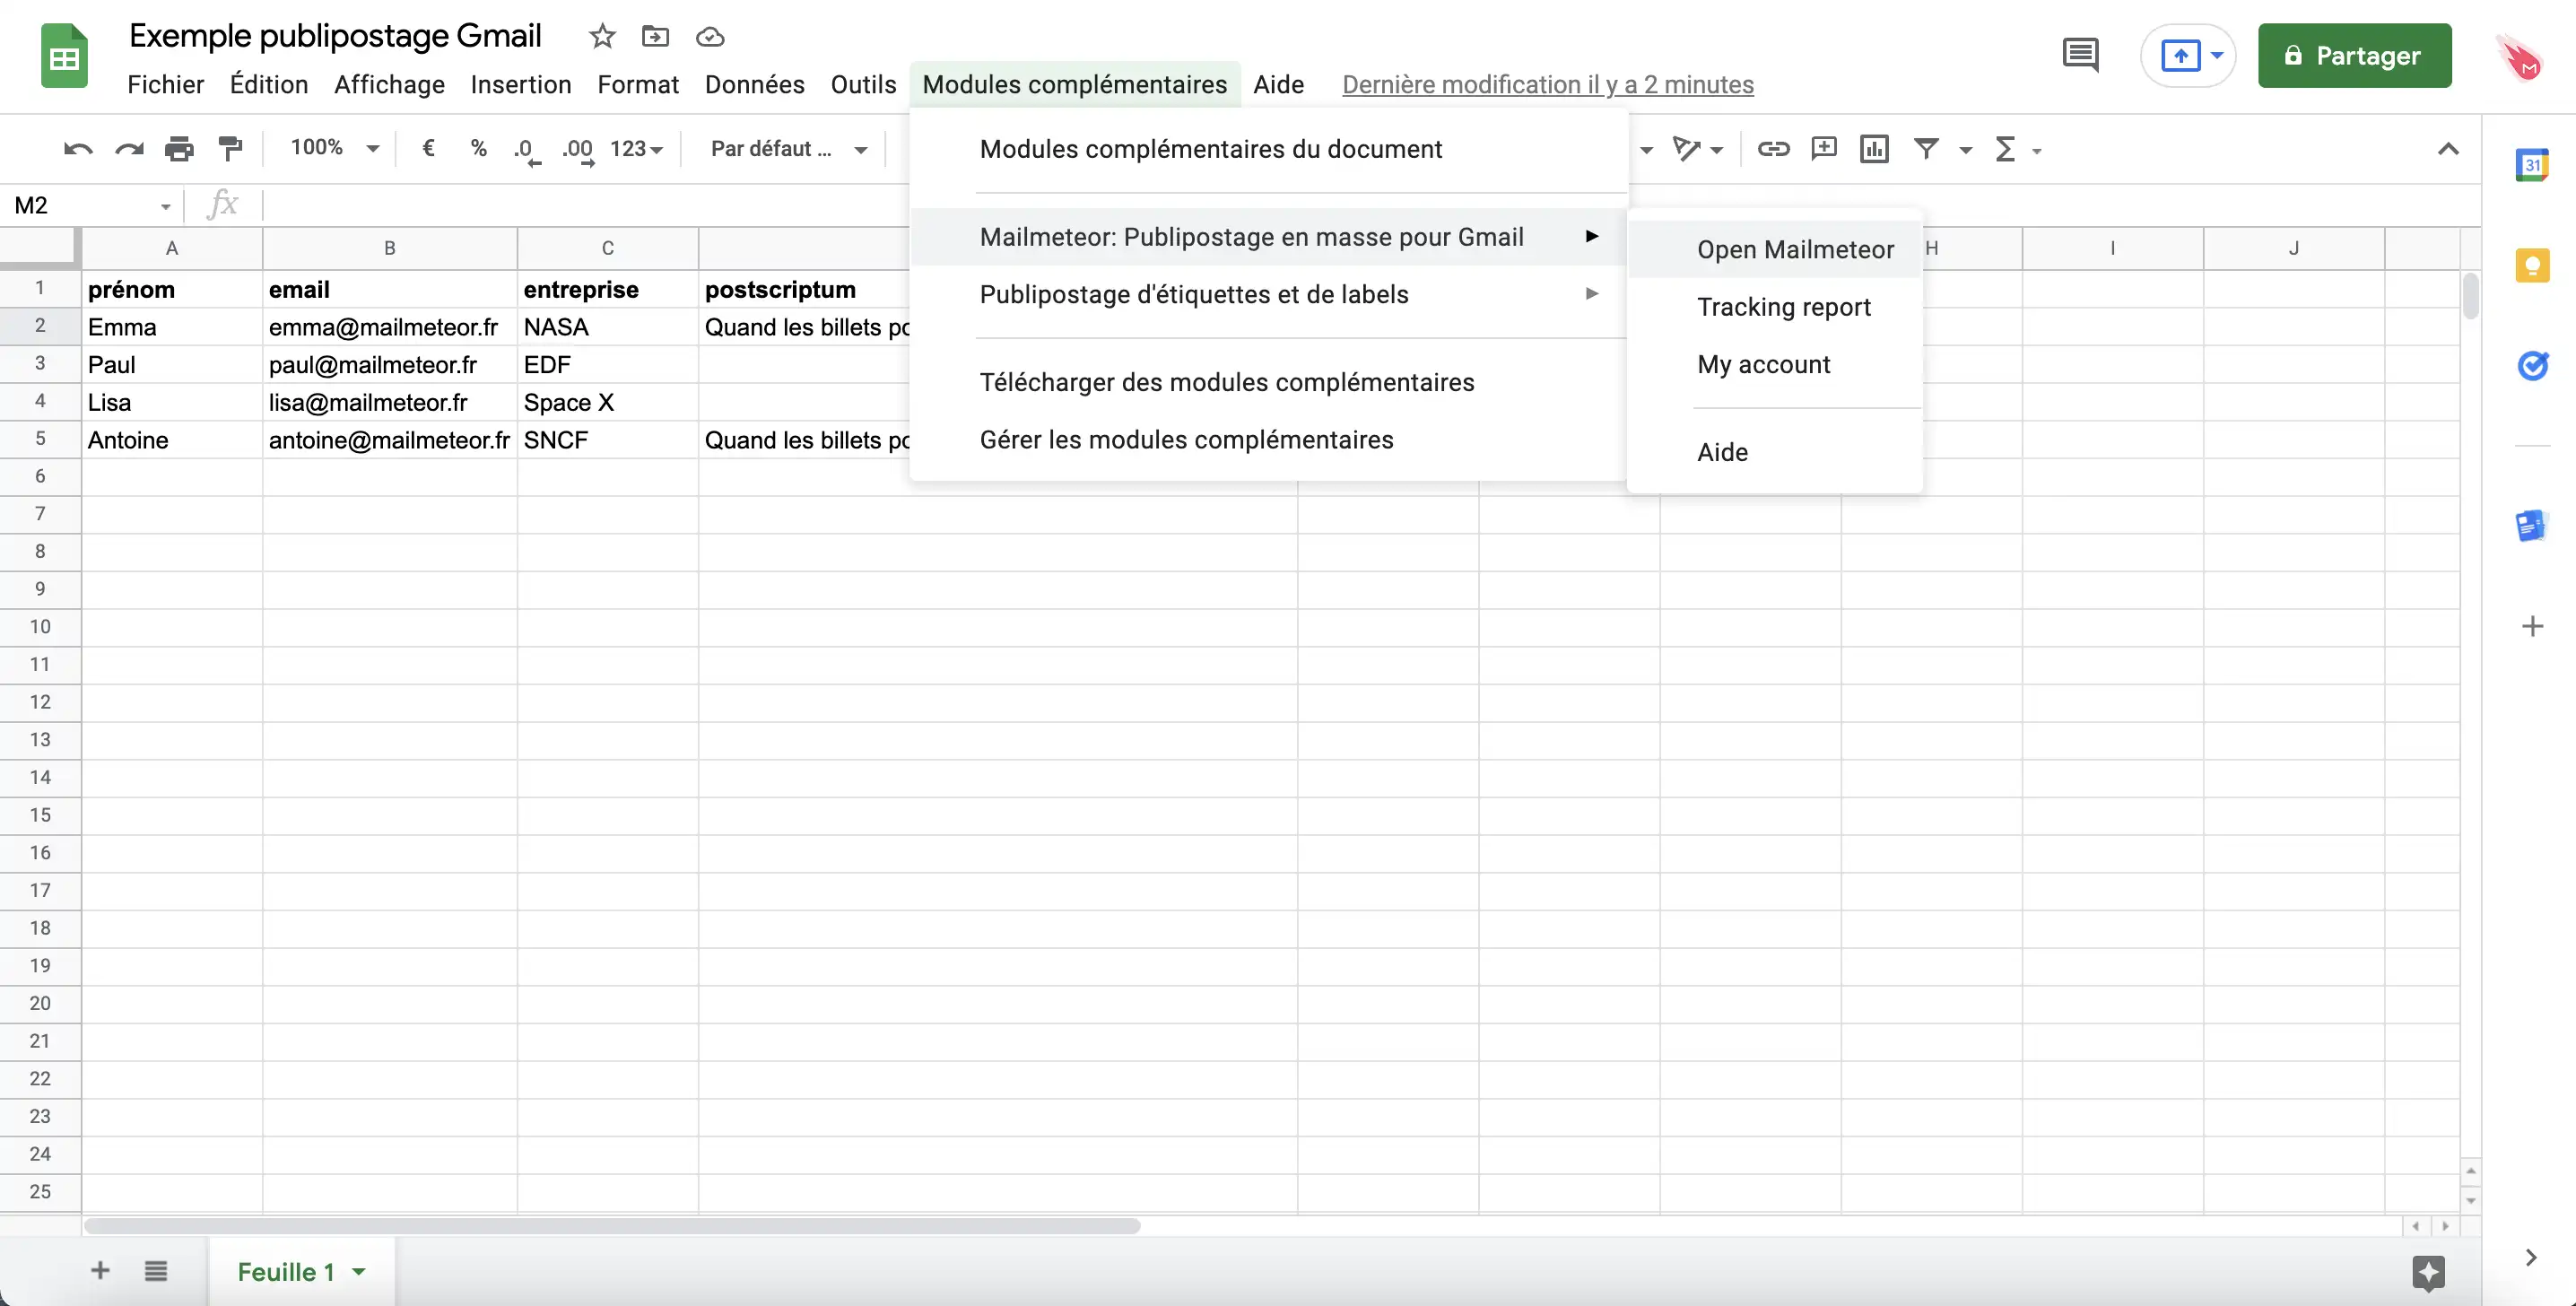 Exemple publipostage Gmail
Fichier Édition Affichage Insertion Format Données Outils Modules complémentaires Aide Dernière modification il y a 2 minutes
Partager
100% € % .0 .00 123 Par défaut ...
31
Modules complémentaires du document
M2 fx
Mailmeteor: Publipostage en masse pour Gmail
Publipostage d'étiquettes et de labels
Télécharger des modules complémentaires
Gérer les modules complémentaires
Open Mailmeteor
Tracking report
My account
Aide
A B C H I J
1 prénom email entreprise postscriptum
2 Emma emma@mailmeteor.fr NASA Quand les billets po
3 Paul paul@mailmeteor.fr EDF
4 Lisa lisa@mailmeteor.fr Space X
5 Antoine antoine@mailmeteor.fr SNCF Quand les billets po
6
7
8
9
10
11
12
13
14
15
16
17
18
19
20
21
22
23
24
25
Feuille 1